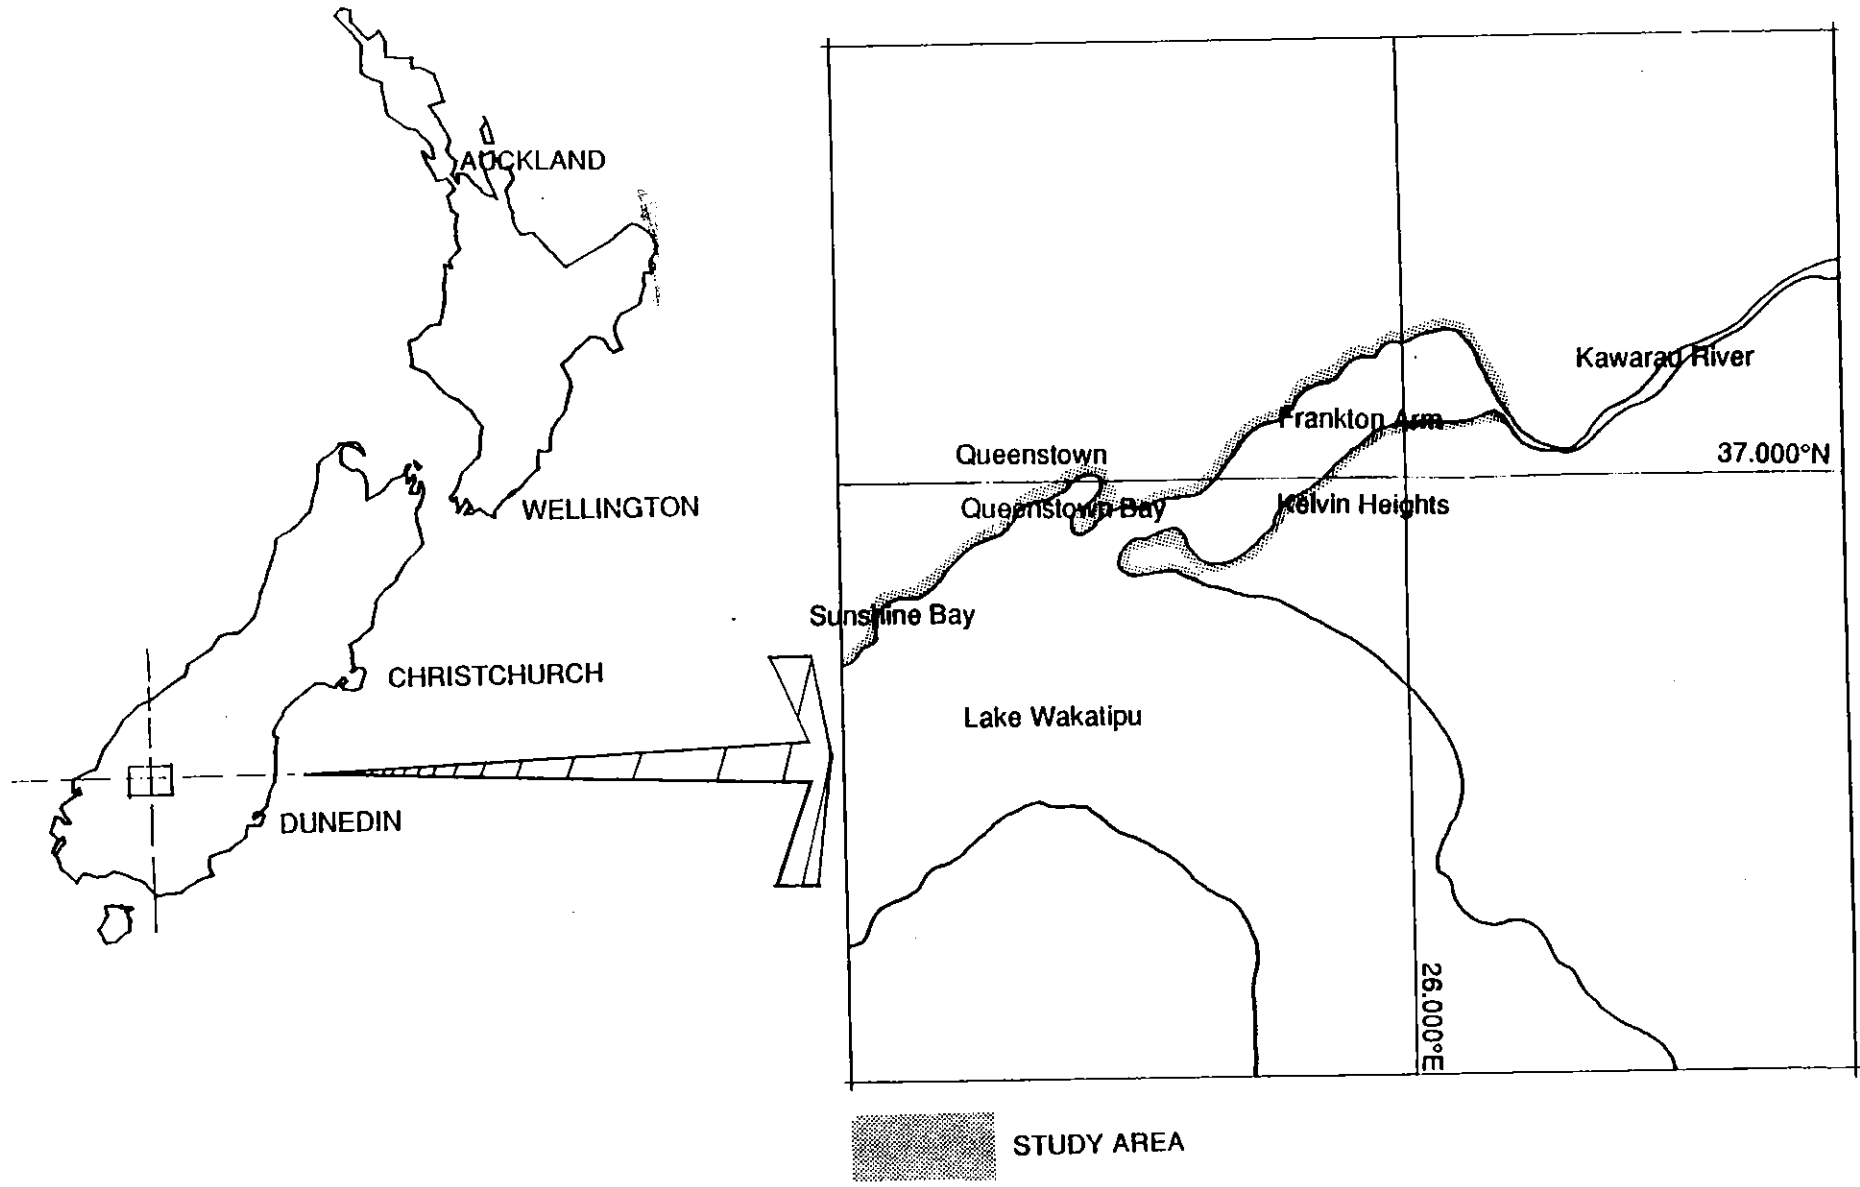 AUCKLAND
WELLINGTON
CHRISTCHURCH
DUNEDIN
Kawarau River
Frankton Arm
Queenstown
37.000°N
Queenstown Bay
Kelvin Heights
Sunshine Bay
Lake Wakatipu
26.000°E
STUDY AREA